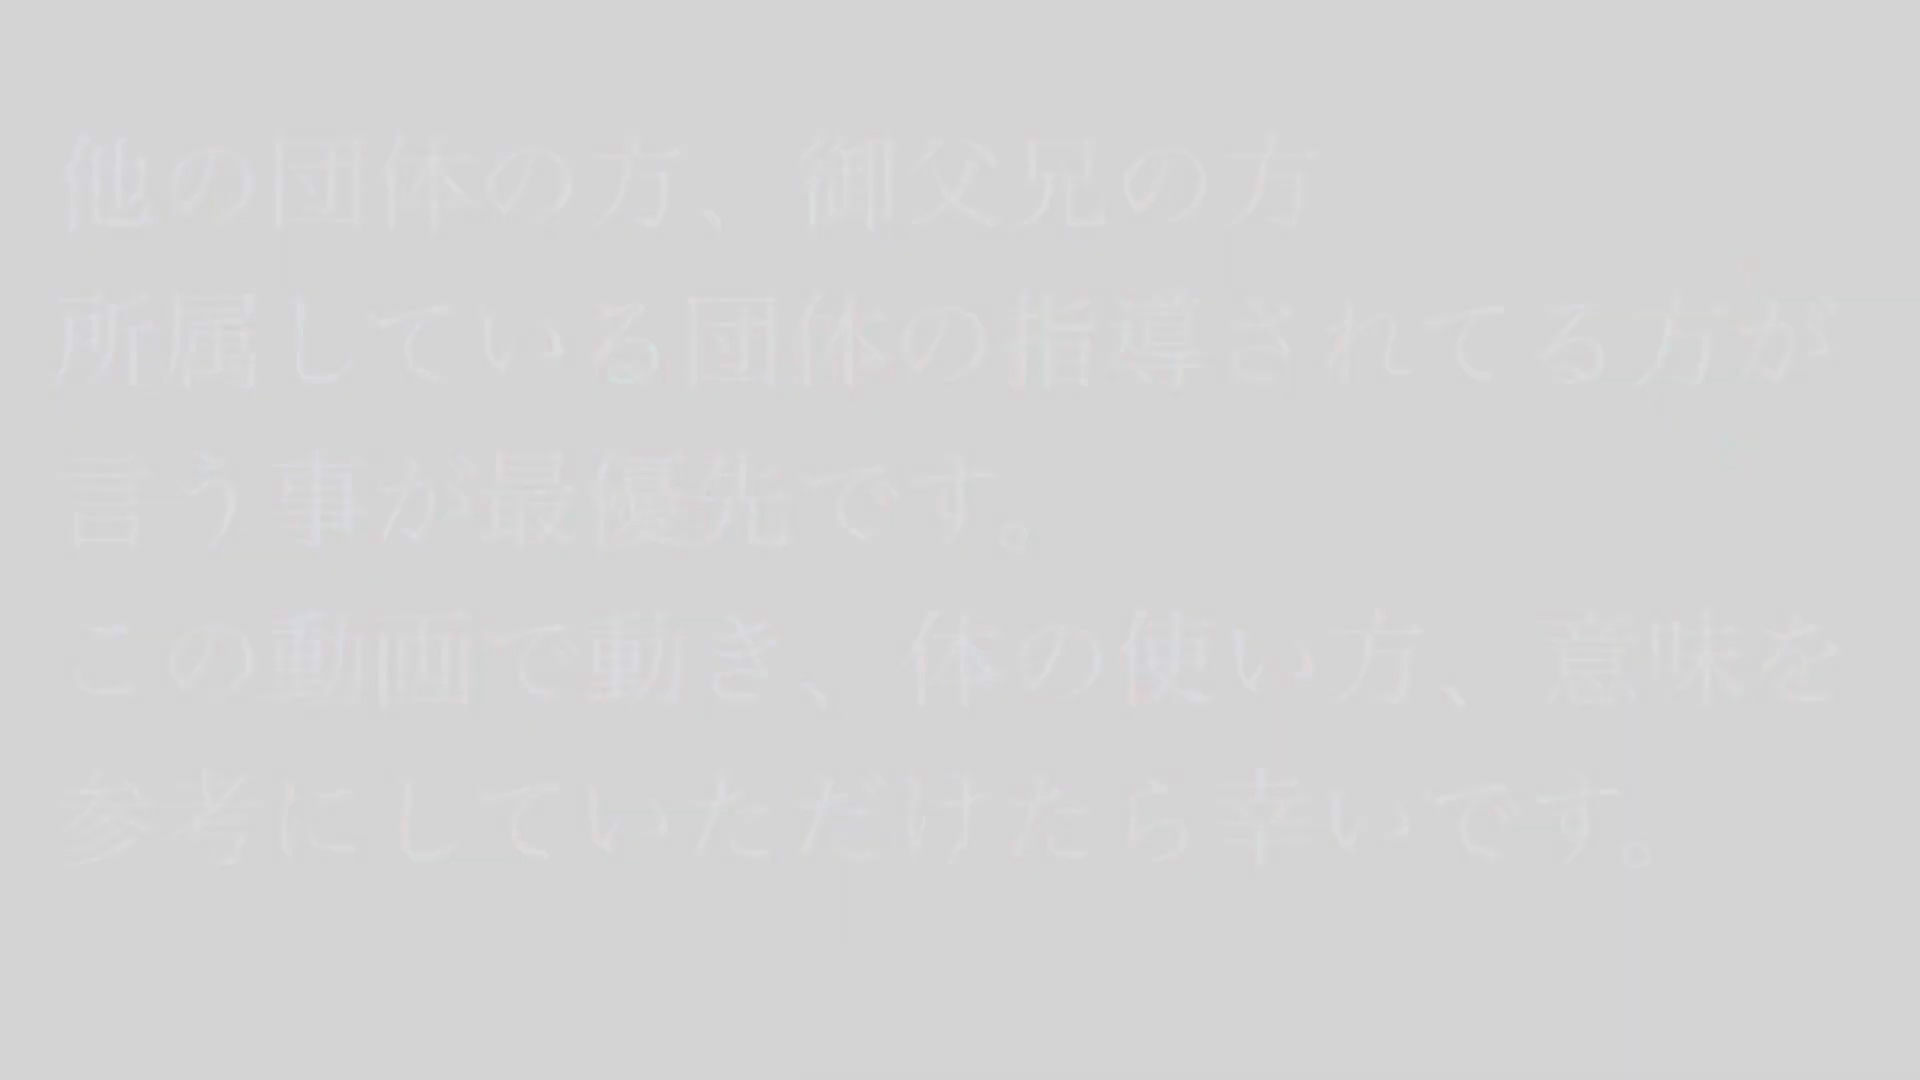 他の団体の方、御父兄の方
所属している団体の指導されてる方が
言う事が最優先です。
この動画で動き、体の使い方、意味を
参考にしていただけたら幸いです。